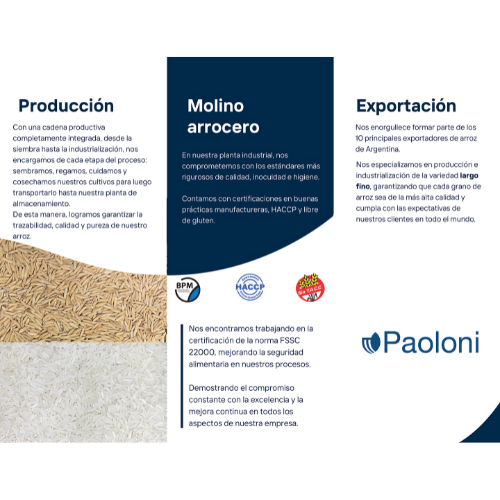 Producción
Con una cadena productiva
completamente integrada, desde la
siembra hasta la industrialización, nos
encargamos de cada etapa del proceso:
sembramos, regamos, cuidamos y
cosechamos nuestros cultivos para luego
transportarlo hasta nuestra planta de
almacenamiento.
De esta manera, logramos garantizar la
trazabilidad, calidad y pureza de nuestro
arroz.
Molino
arrocero
En nuestra planta industrial, nos
comprometemos con los estándares más
rigurosos de calidad, inocuidad e higiene.
Contamos con certificaciones en buenas
prácticas manufactureras, HACCP y libre
de gluten.
BPM
HACCP
Sin T.A.C.C.
Nos encontramos trabajando en la
certificación de la norma FSSC
22000, mejorando la seguridad
alimentaria en nuestros procesos.
Demostrando el compromiso
constante con la excelencia y la
mejora continua en todos los
aspectos de nuestra empresa.
Exportación
Nos enorgullece formar parte de los
10 principales exportadores de arroz
de Argentina.
Nos especializamos en producción e
industrialización de la variedad largo
fino, garantizando que cada grano de
arroz sea de la más alta calidad y
cumpla con las expectativas de
nuestros clientes en todo el mundo.
Paoloni